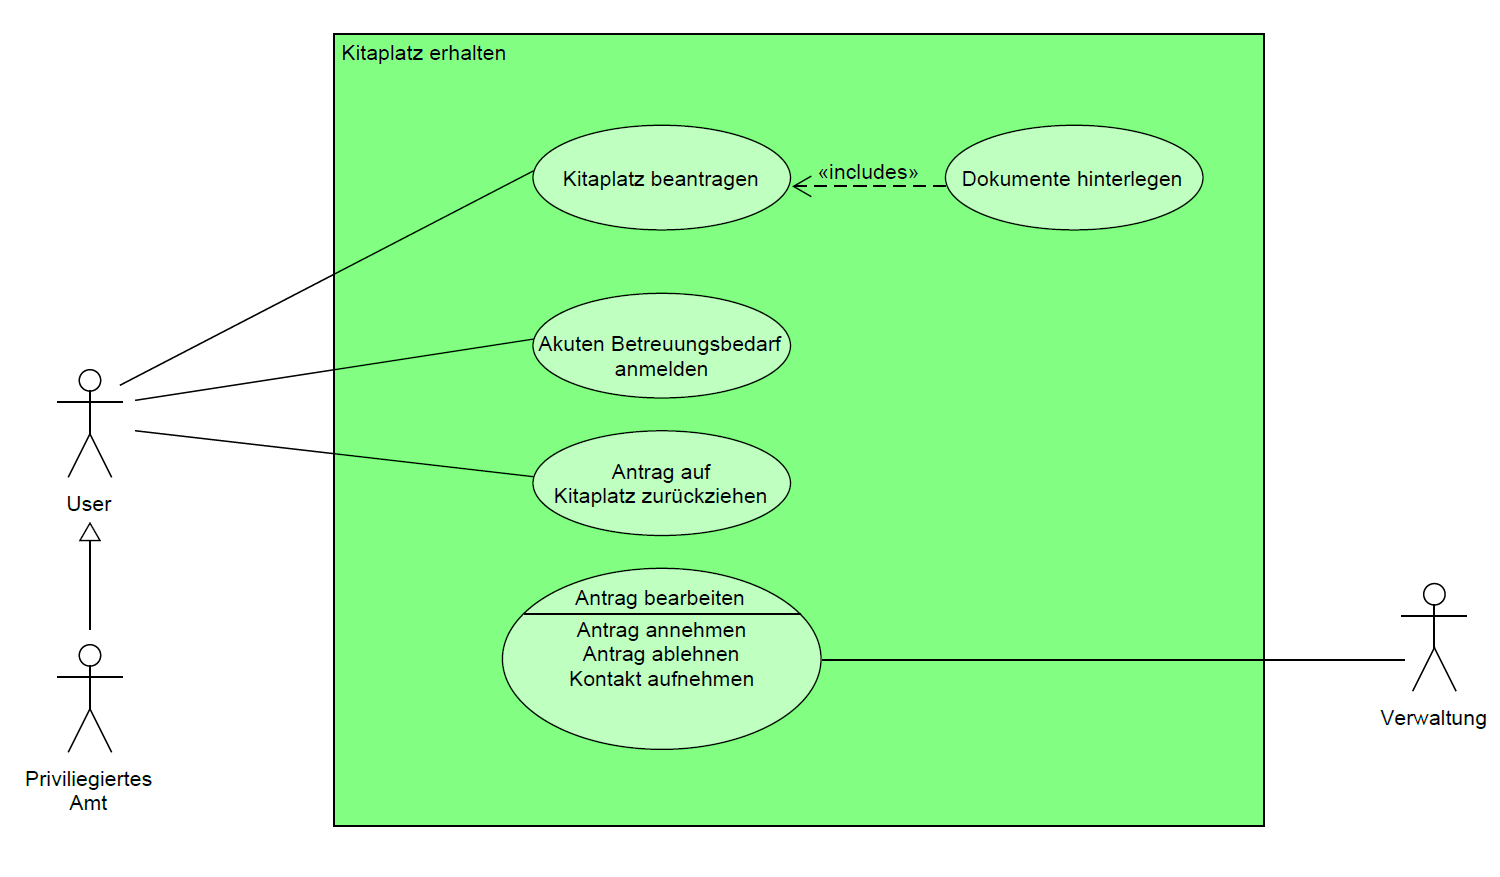 Kitaplatz erhalten
Kitaplatz beantragen
«includes»
Dokumente hinterlegen
Akuten Betreuungsbedarf
anmelden
Antrag auf
Kitaplatz zurückziehen
User
Antrag bearbeiten
Antrag annehmen
Antrag ablehnen
Kontakt aufnehmen
Verwaltung
Priviliegiertes
Amt